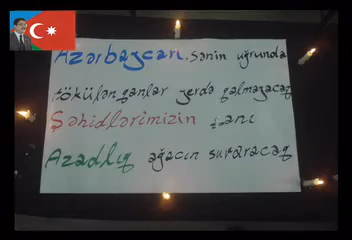 Azərbaycan. Sənin uğrunda
tökülən qanlar yerdə qalmayacaq
Şəhidlərimizin qanı
Azadlıq ağacın suvaracaq